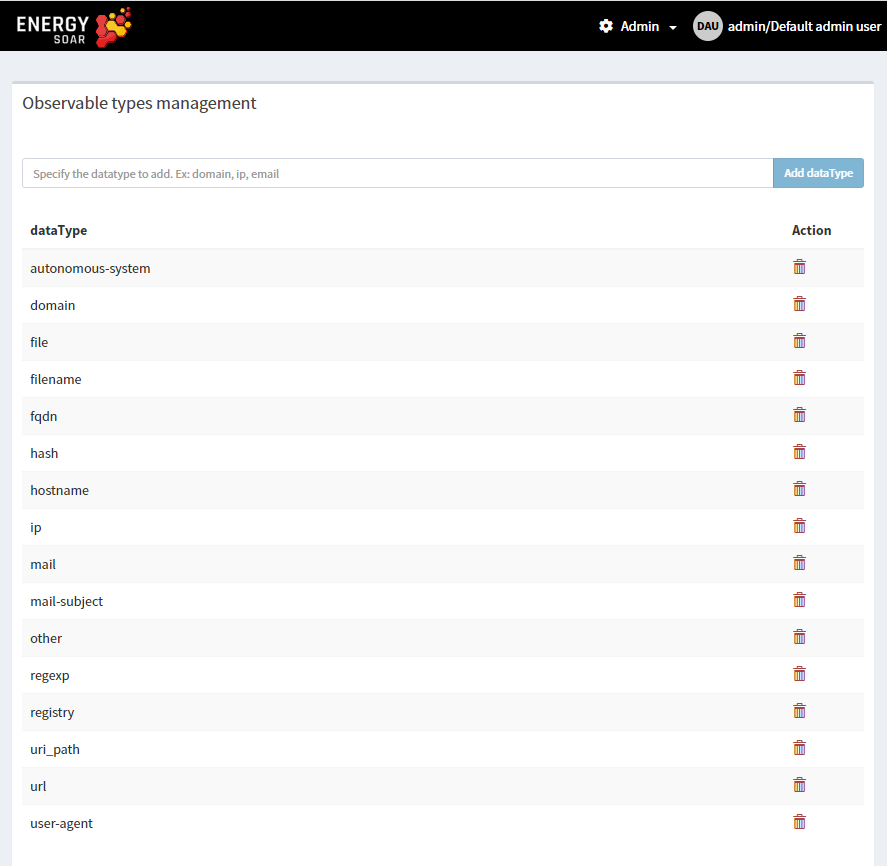 ENERGY
SOAR
Admin
DAU
admin/Default admin user
Observable types management
Specify the datatype to add. Ex: domain, ip, email
Add dataType
dataType Action
autonomous-system
domain
file
filename
fqdn
hash
hostname
ip
mail
mail-subject
other
regexp
registry
uri_path
url
user-agent